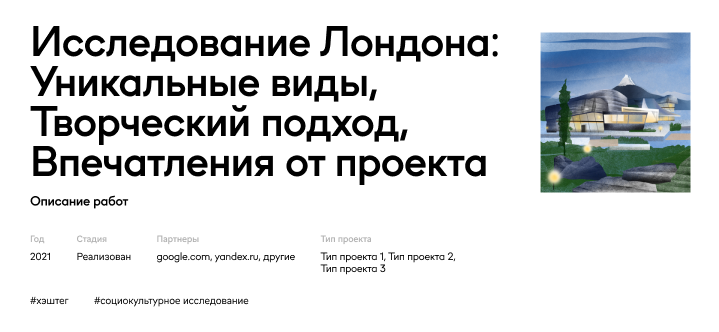 Исследование Лондона:
Уникальные виды,
Творческий подход,
Впечатления от проекта
Описание работ
Год Стадия Партнеры Тип проекта
2021 Реализован google.com, yandex.ru, другие Тип проекта 1, Тип проекта 2,
Тип проекта 3
#хэштег #социокультурное исследование